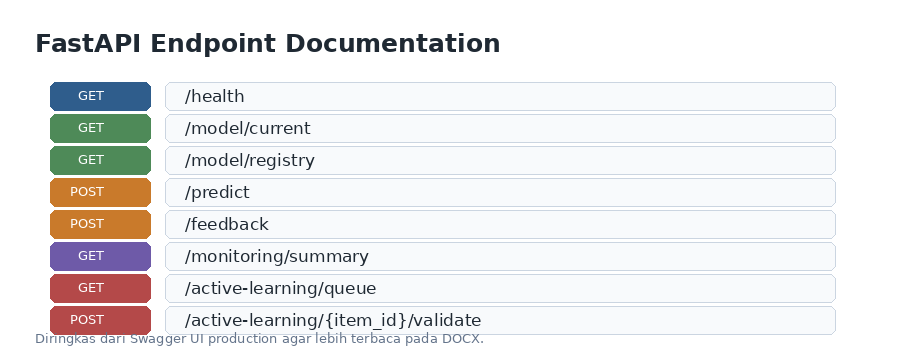 FastAPI Endpoint Documentation
GET /health
GET /model/current
GET /model/registry
POST /predict
POST /feedback
GET /monitoring/summary
GET /active-learning/queue
POST /active-learning/{item_id}/validate
Diringkas dari Swagger UI production agar lebih terbaca pada DOCX.